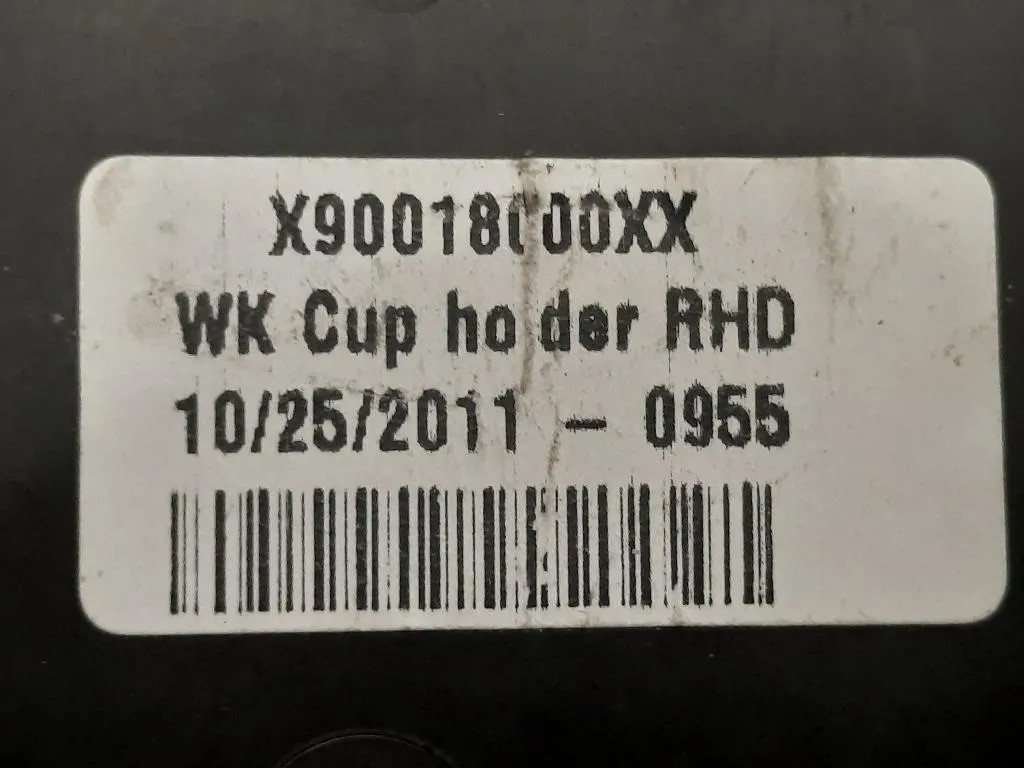 X90018000XX
WK Cup holder RHD
10/25/2011 - 0955